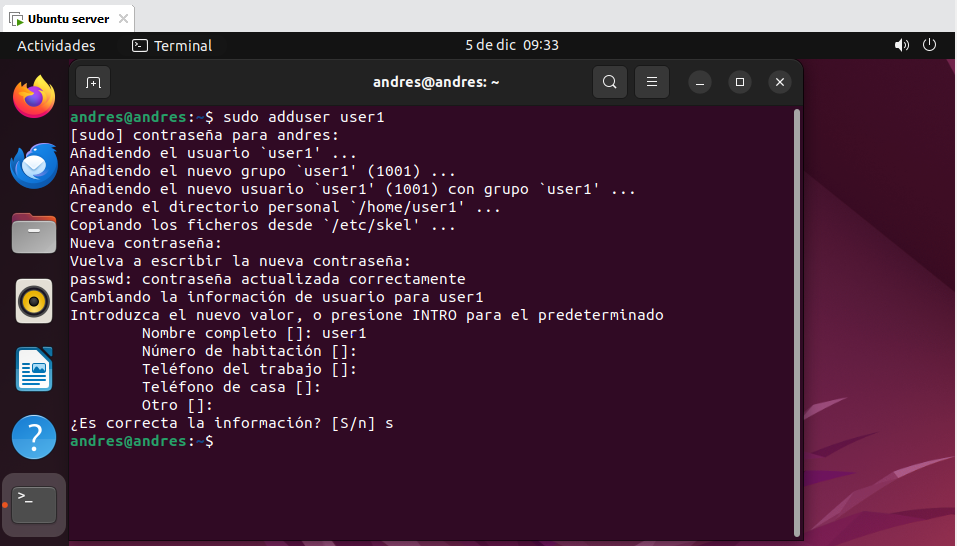 Ubuntu server
Actividades
Terminal
5 de dic 09:33
andres@andres: ~
andres@andres:~$ sudo adduser user1
[sudo] contraseña para andres:
Añadiendo el usuario `user1' ...
Añadiendo el nuevo grupo `user1' (1001) ...
Añadiendo el nuevo usuario `user1' (1001) con grupo `user1' ...
Creando el directorio personal `/home/user1' ...
Copiando los ficheros desde `/etc/skel' ...
Nueva contraseña:
Vuelva a escribir la nueva contraseña:
passwd: contraseña actualizada correctamente
Cambiando la información de usuario para user1
Introduzca el nuevo valor, o presione INTRO para el predeterminado
Nombre completo []: user1
Número de habitación []:
Teléfono del trabajo []:
Teléfono de casa []:
Otro []:
¿Es correcta la información? [S/n] s
andres@andres:~$